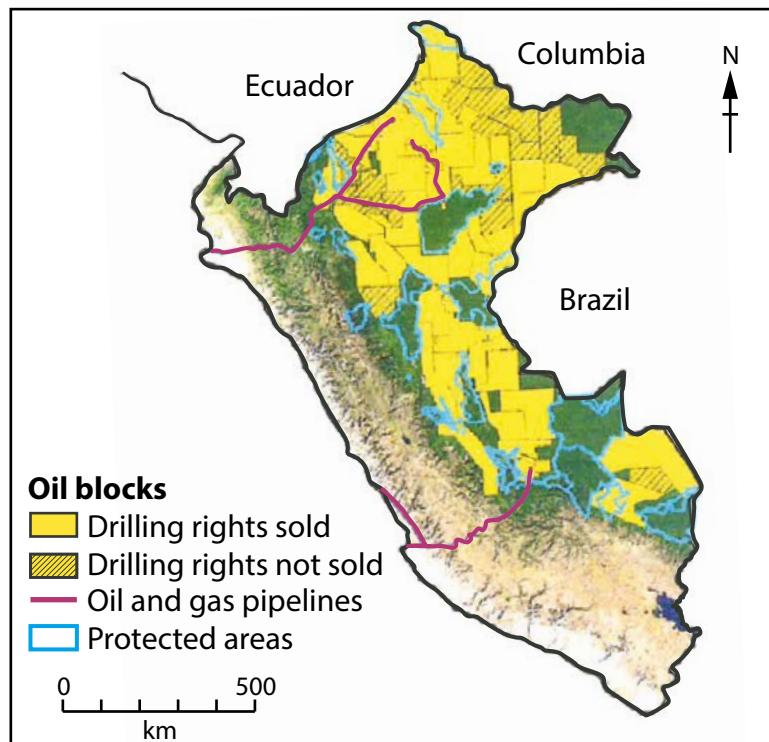 Columbia
N
Ecuador
Brazil
Oil blocks
Drilling rights sold
Drilling rights not sold
Oil and gas pipelines
Protected areas
0 500
km